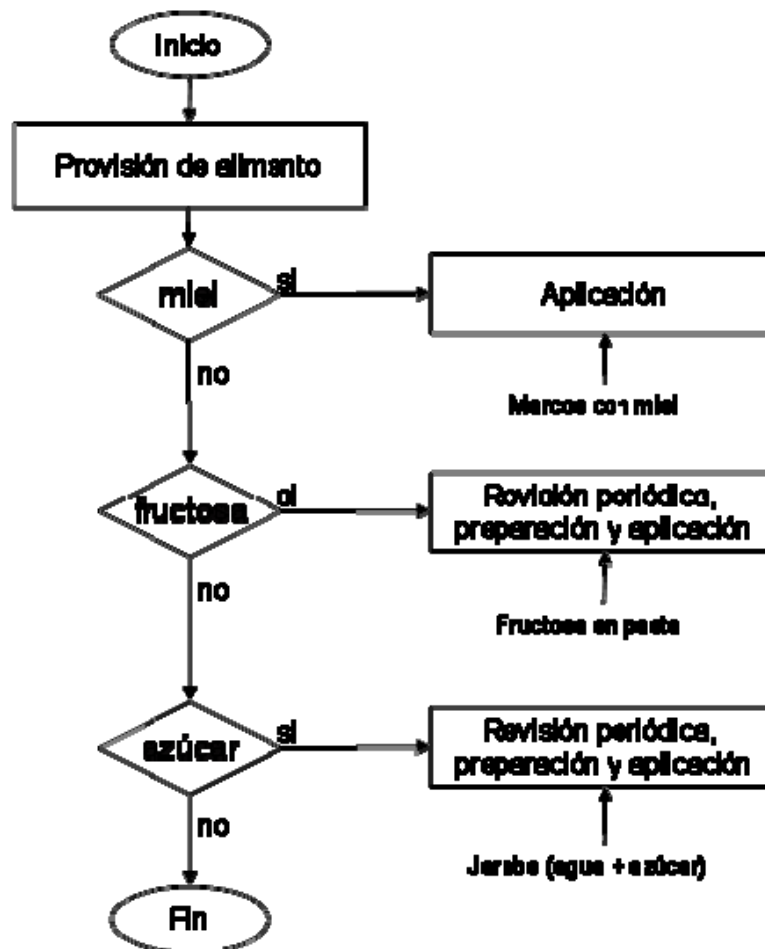 Inicio
Provisión de alimanto
miel
si
Aplicación
no
Marcos con miel
fructosa
si
Revisión periódica,
preparación y aplicación
no
Fructosa en pasta
azúcar
si
Revisión periódica,
preparación y aplicación
no
Jarabe (agua + azúcar)
Fin